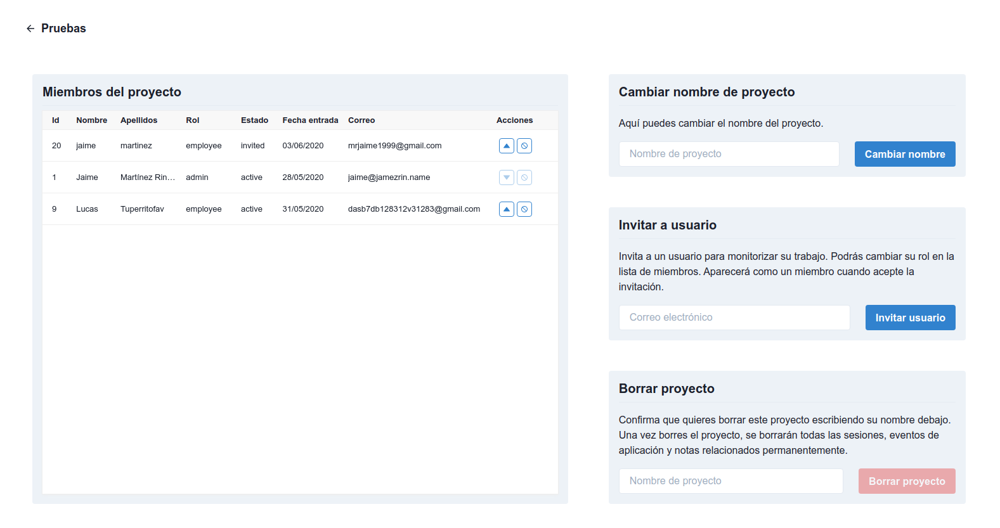 Pruebas
Miembros del proyecto
Id Nombre Apellidos Rol Estado Fecha entrada Correo Acciones
20 jaime martinez employee invited 03/06/2020 mrjaime1999@gmail.com
1 Jaime Martínez Rin… admin active 28/05/2020 jaime@jamezrin.name
9 Lucas Tuperritofav employee active 31/05/2020 dasb7db128312v31283@gmail.com
Cambiar nombre de proyecto
Aquí puedes cambiar el nombre del proyecto.
Nombre de proyecto Cambiar nombre
Invitar a usuario
Invita a un usuario para monitorizar su trabajo. Podrás cambiar su rol en la
lista de miembros. Aparecerá como un miembro cuando acepte la
invitación.
Correo electrónico Invitar usuario
Borrar proyecto
Confirma que quieres borrar este proyecto escribiendo su nombre debajo.
Una vez borres el proyecto, se borrarán todas las sesiones, eventos de
aplicación y notas relacionados permanentemente.
Nombre de proyecto Borrar proyecto